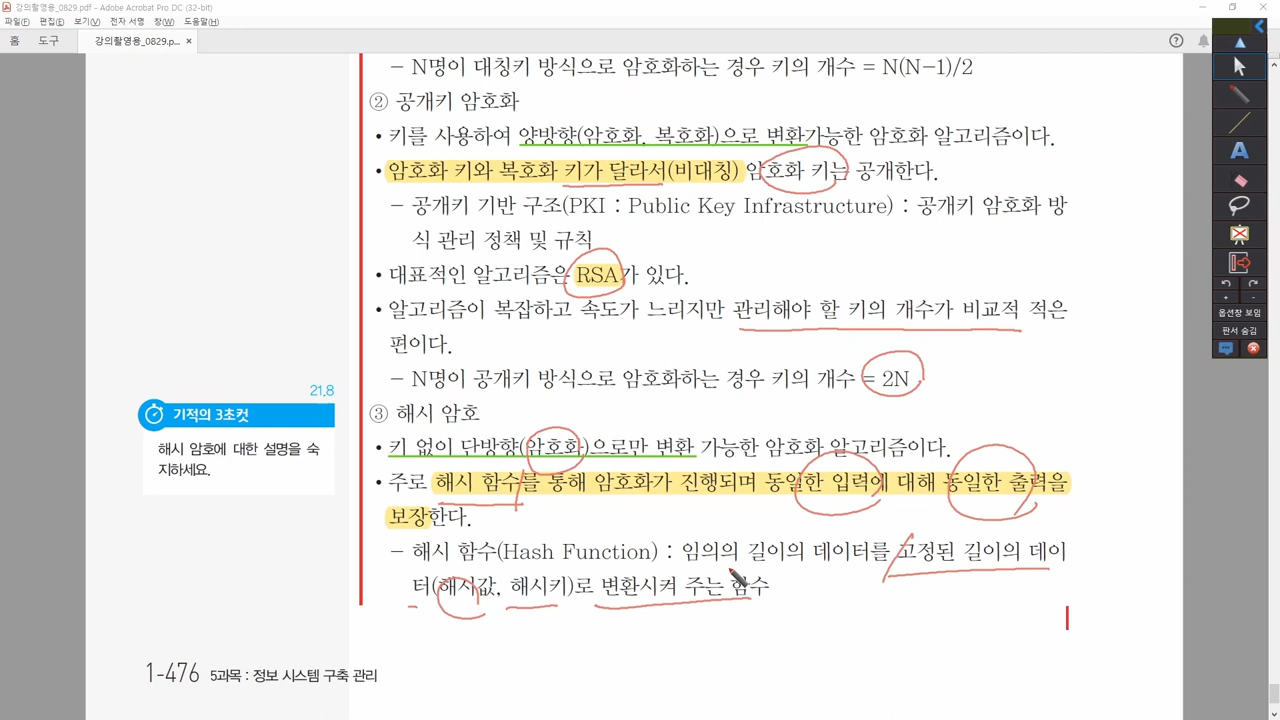 강의촬영용_0829.pdf - Adobe Acrobat Pro DC (32-bit)
파일(F) 편집(E) 보기(V) 전자 서명 창(W) 도움말(H)
홈 도구 강의촬영용_0829.p... ×
– N명이 대칭키 방식으로 암호화하는 경우 키의 개수 = N(N-1)/2
② 공개키 암호화
• 키를 사용하여 양방향(암호화, 복호화)으로 변환가능한 암호화 알고리즘이다.
• 암호화 키와 복호화 키가 달라서(비대칭) 암호화 키는 공개한다.
– 공개키 기반 구조(PKI : Public Key Infrastructure) : 공개키 암호화 방
식 관리 정책 및 규칙
• 대표적인 알고리즘은 RSA가 있다.
• 알고리즘이 복잡하고 속도가 느리지만 관리해야 할 키의 개수가 비교적 적은
편이다.
– N명이 공개키 방식으로 암호화하는 경우 키의 개수 = 2N
③ 해시 암호
• 키 없이 단방향(암호화)으로만 변환 가능한 암호화 알고리즘이다.
• 주로 해시 함수를 통해 암호화가 진행되며 동일한 입력에 대해 동일한 출력을
보장한다.
– 해시 함수(Hash Function) : 임의의 길이의 데이터를 고정된 길이의 데이
터(해시값, 해시키)로 변환시켜 주는 함수
21.8
기적의 3초컷
해시 암호에 대한 설명을 숙
지하세요.
1-476 5과목 : 정보 시스템 구축 관리
A
옵션창 보임
판서 숨김